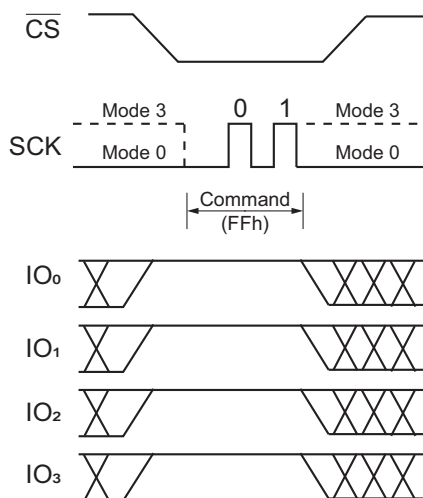 CS
0 1
Mode 3 Mode 3
SCK
Mode 0 Mode 0
Command
(FFh)
IO₀
IO₁
IO₂
IO₃